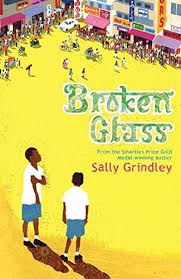 Broken
Glass
From the Smarties Prize Gold
Medal-winning author
Sally Grindley